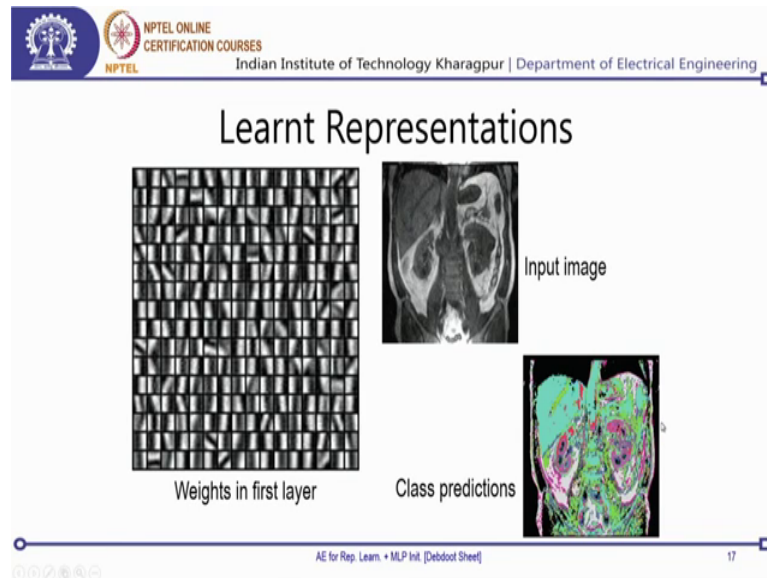 NPTEL ONLINE
CERTIFICATION COURSES
NPTEL
Indian Institute of Technology Kharagpur | Department of Electrical Engineering
Learnt Representations
Input image
Weights in first layer
Class predictions
AE for Rep. Learn. + MLP Init. [Debdoot Sheet]
17